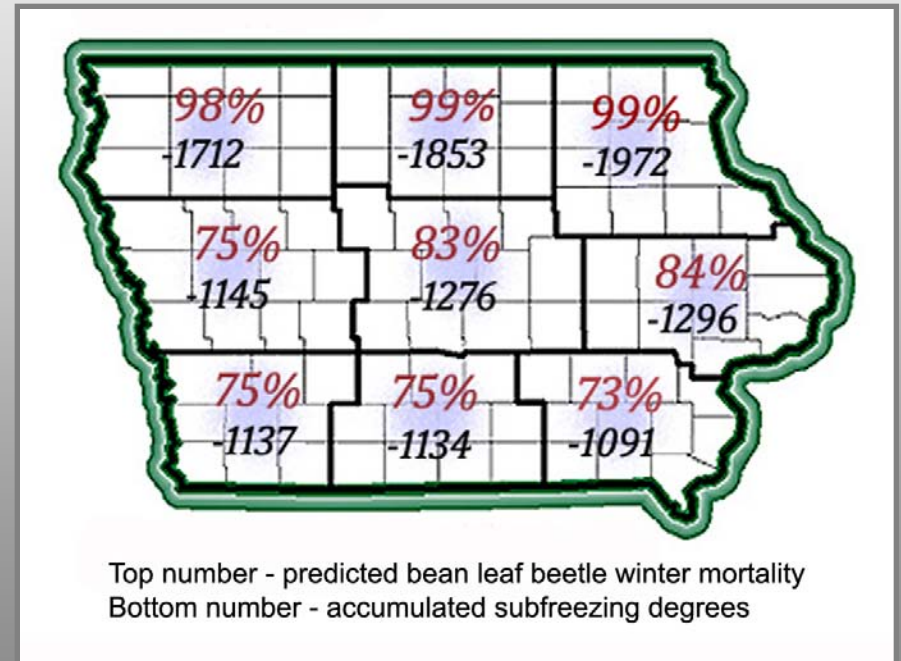 98% 99% 99%
-1712 -1853 -1972
75% 83% 84%
-1145 -1276 -1296
75% 75% 73%
-1137 -1134 -1091
Top number - predicted bean leaf beetle winter mortality
Bottom number - accumulated subfreezing degrees